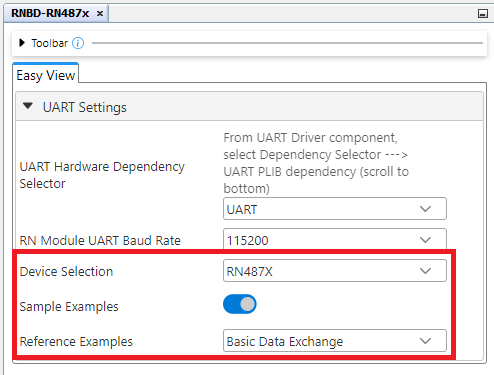 RNBD-RN487x
Toolbar
Easy View
UART Settings
UART Hardware Dependency
Selector
From UART Driver component,
select Dependency Selector --->
UART PLIB dependency (scroll to
bottom)
UART
RN Module UART Baud Rate
115200
Device Selection
RN487X
Sample Examples
Reference Examples
Basic Data Exchange